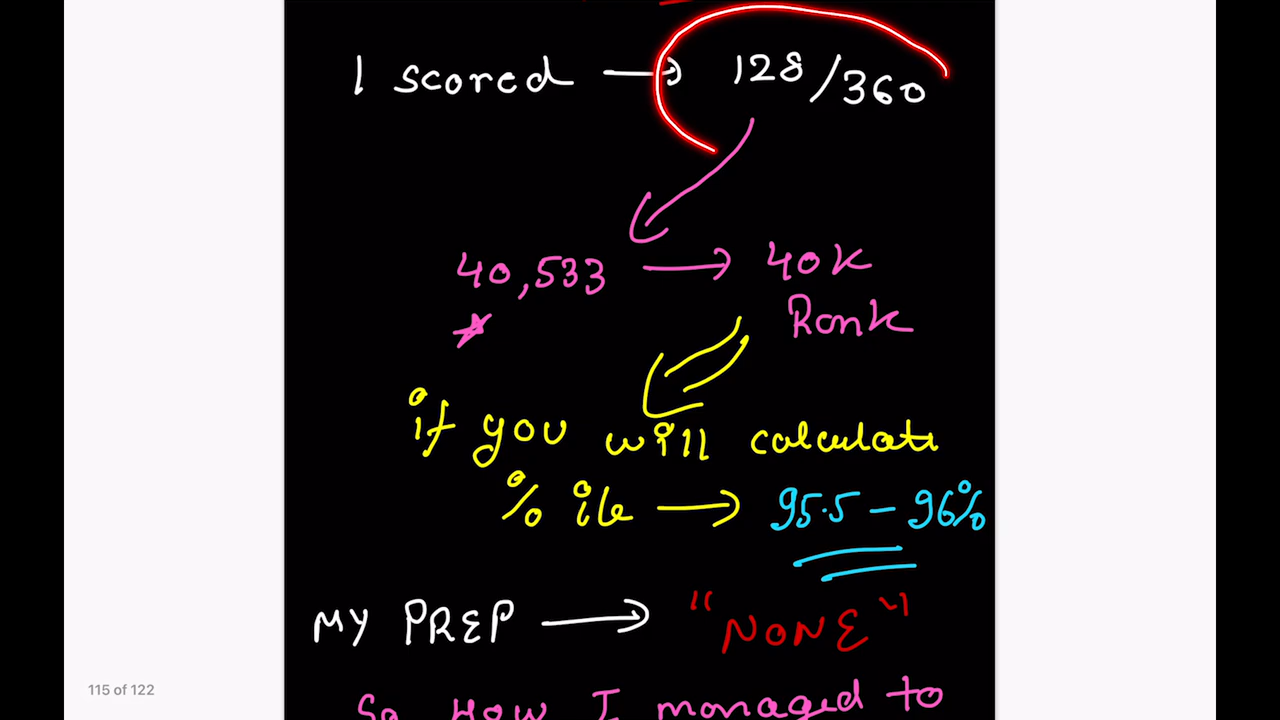 I scored → 128/360
40,533 → 40K
Rank
if you will calculate
% ile → 95.5 - 96%
MY PREP → "NONE"
So How I managed to
115 of 122